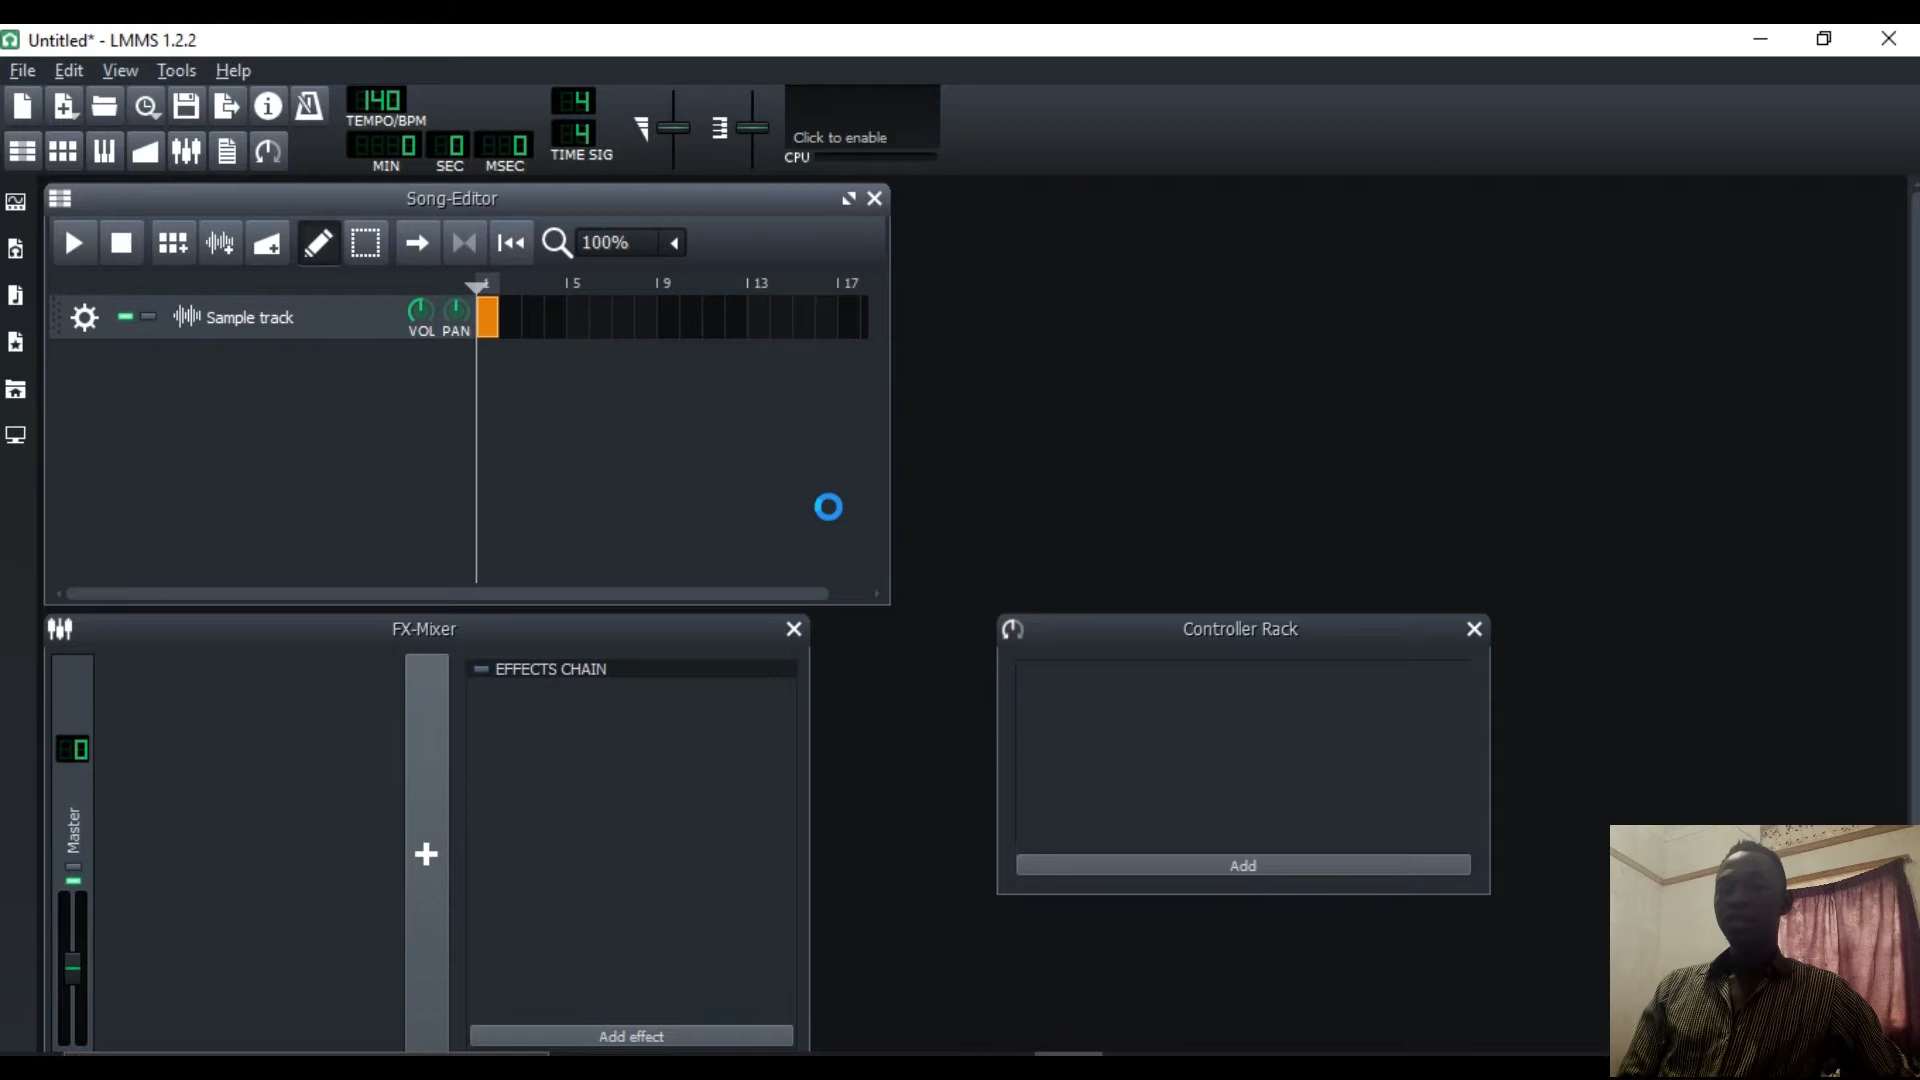 Untitled* - LMMS 1.2.2
File Edit View Tools Help
140
TEMPO/BPM
4
4
TIME SIG
0 0 0
MIN SEC MSEC
Click to enable
CPU
Song-Editor
100%
1 5 9 13 17
Sample track
VOL PAN
FX-Mixer
EFFECTS CHAIN
0
Master
Add effect
Controller Rack
Add